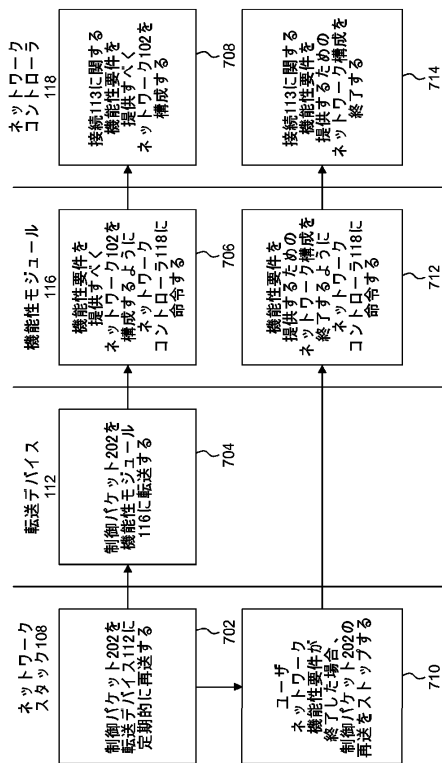 ネットワーク
スタック108
転送デバイス
112
機能性モジュール
116
ネットワーク
コントローラ
118
制御パケット202を
転送デバイス112に
定期的に再送する
702
制御パケット202を
機能性モジュール
116に転送する
704
機能性要件を
提供すべく
ネットワーク102を
構成するように
ネットワーク
コントローラ118に
命令する
706
接続113に関する
機能性要件を
提供すべく
ネットワーク102を
構成する
708
ユーザ
ネットワーク
機能性要件が
終了した場合、
制御パケット202の
再送をストップする
710
機能性要件を
提供するための
ネットワーク構成を
終了するように
ネットワーク
コントローラ118に
命令する
712
接続113に関する
機能性要件を
提供するための
ネットワーク構成を
終了する
714